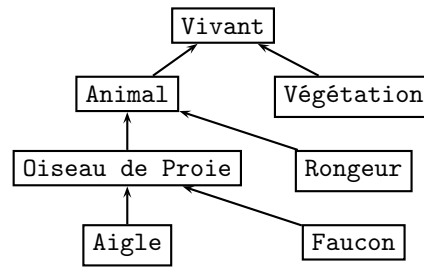 Vivant
Animal
Végétation
Oiseau de Proie
Rongeur
Aigle
Faucon